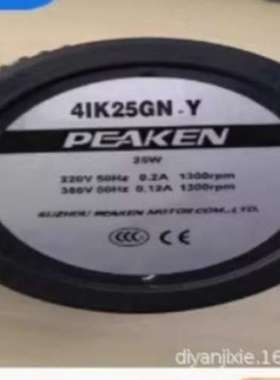 4IK25GN-Y
PEAKEN
25W
220V 50Hz 0.2A 1300rpm
380V 50Hz 0.12A 1300rpm
SUZHOU PEAKEN MOTOR COM., LTD.
CCC CE
diyanjixie.16